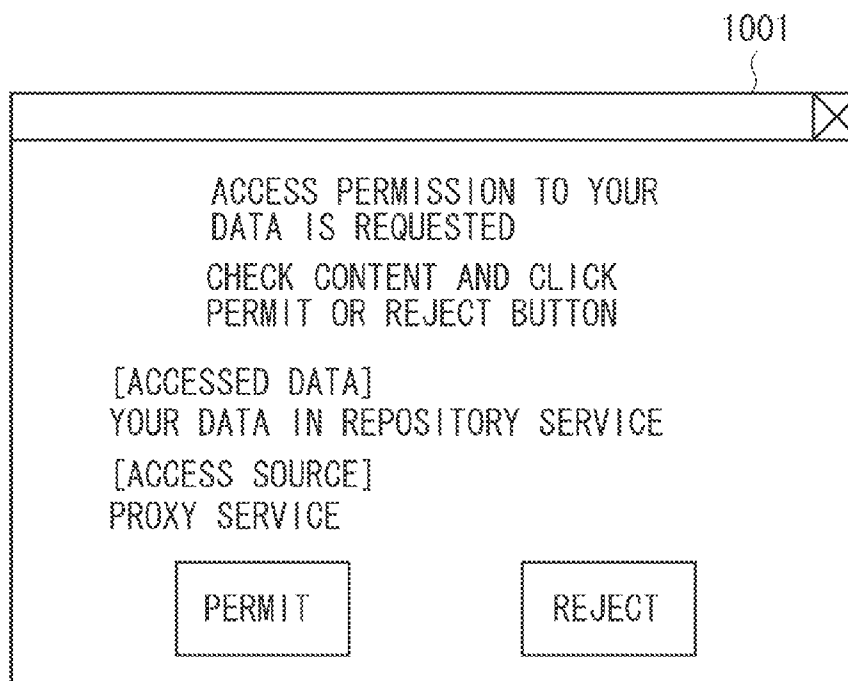 1001
ACCESS PERMISSION TO YOUR
DATA IS REQUESTED
CHECK CONTENT AND CLICK
PERMIT OR REJECT BUTTON
[ACCESSED DATA]
YOUR DATA IN REPOSITORY SERVICE
[ACCESS SOURCE]
PROXY SERVICE
PERMIT
REJECT